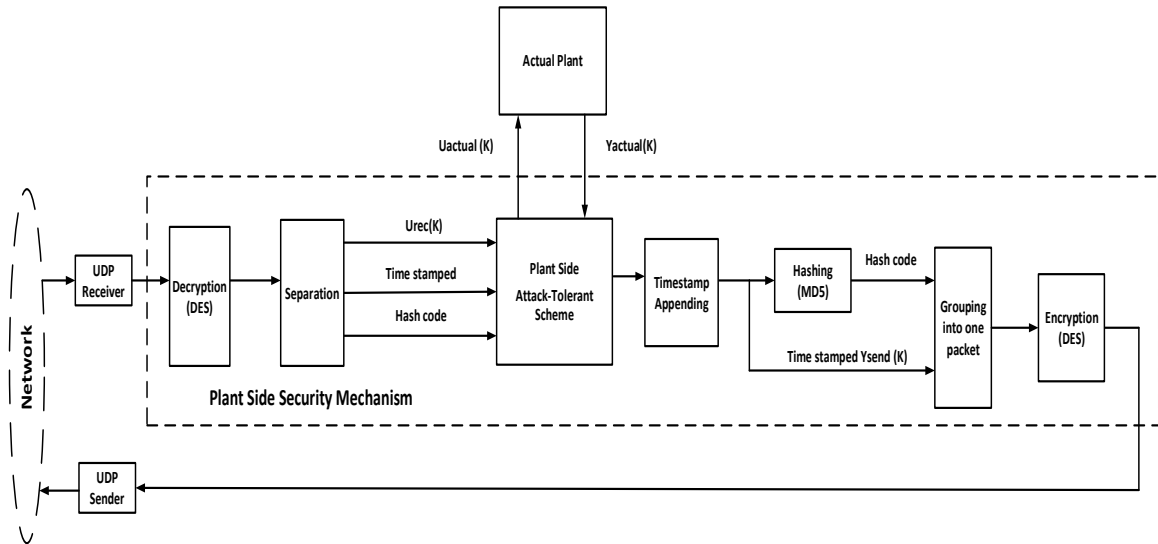 Actual Plant
Uactual (K)
Yactual(K)
Network
UDP
Receiver
Decryption
(DES)
Separation
Urec(K)
Time stamped
Hash code
Plant Side
Attack-Tolerant
Scheme
Timestamp
Appending
Hashing
(MD5)
Hash code
Time stamped Ysend (K)
Grouping
into one
packet
Encryption
(DES)
Plant Side Security Mechanism
UDP
Sender